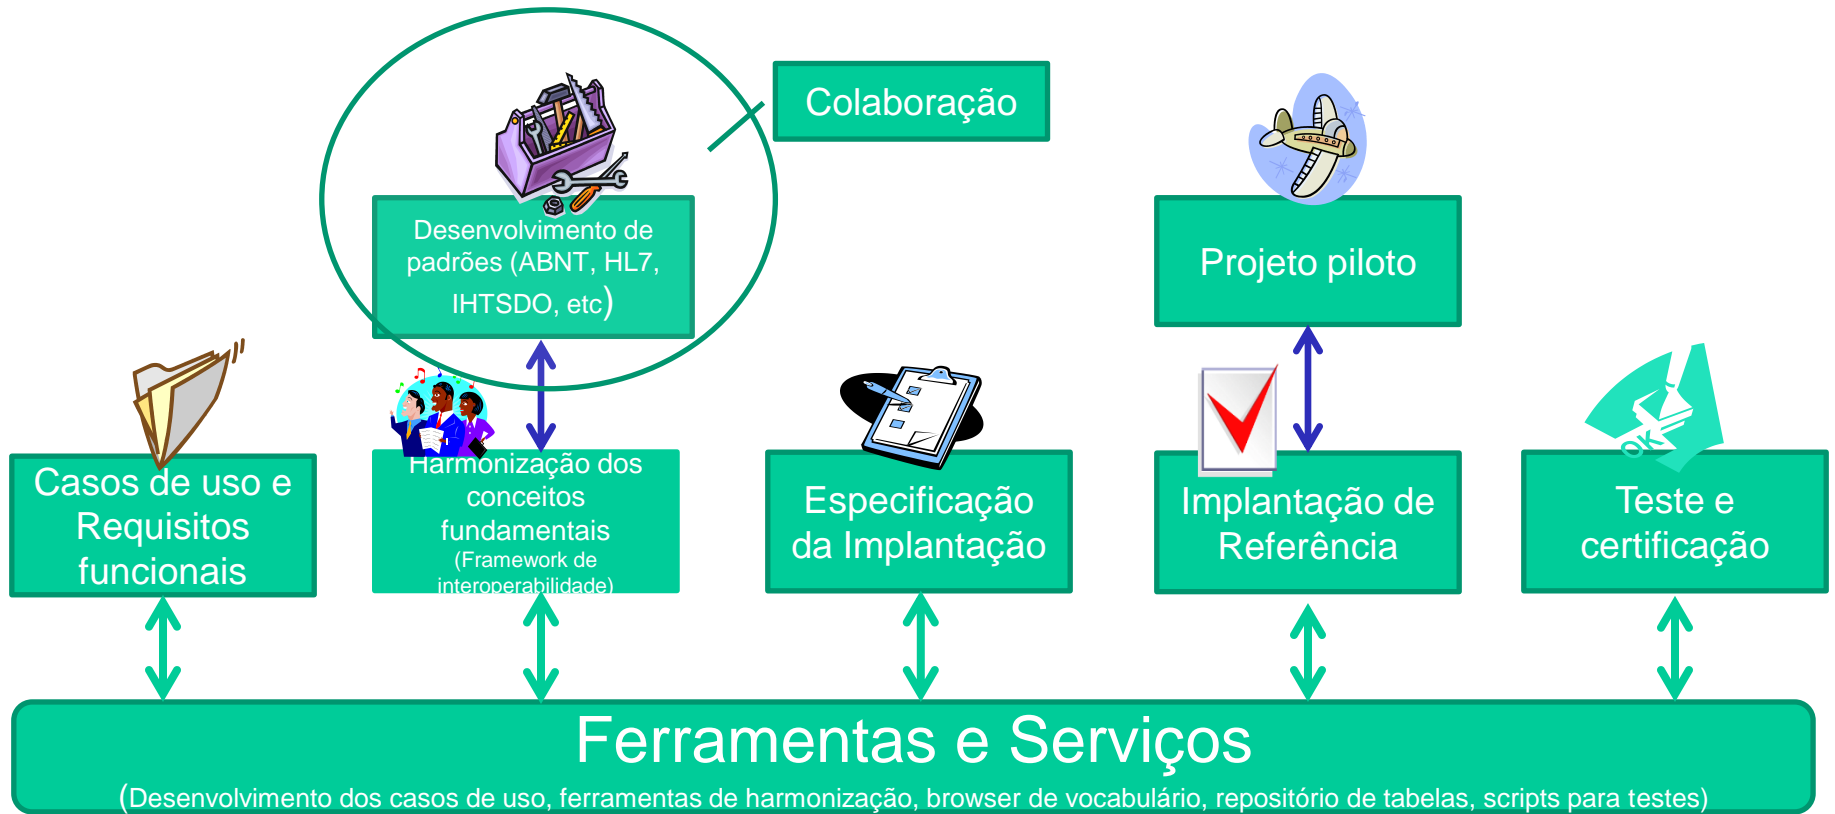 Colaboração
Desenvolvimento de
padrões (ABNT, HL7,
IHTSDO, etc)
Projeto piloto
Casos de uso e
Requisitos
funcionais
Harmonização dos
conceitos
fundamentais
(Framework de
interoperabilidade)
Especificação
da Implantação
Implantação de
Referência
OK
Teste e
certificação
Ferramentas e Serviços
(Desenvolvimento dos casos de uso, ferramentas de harmonização, browser de vocabulário, repositório de tabelas, scripts para testes)